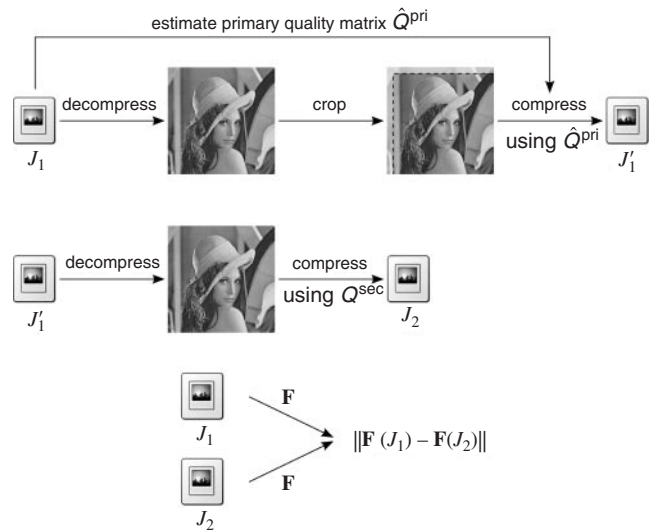 estimate primary quality matrix Q̂^pri
decompress
crop
compress
using Q̂^pri
J₁
J′₁
decompress
compress
using Q^sec
J′₁
J₂
F
J₁
||F (J₁) – F(J₂)||
F
J₂